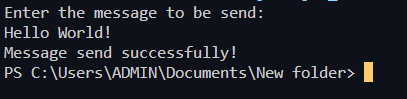 Enter the message to be send:
Hello World!
Message send successfully!
PS C:\Users\ADMIN\Documents\New folder>